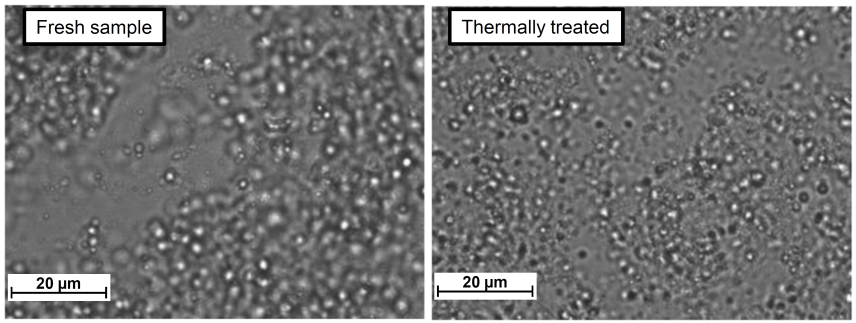 Fresh sample
Thermally treated
20 µm
20 µm